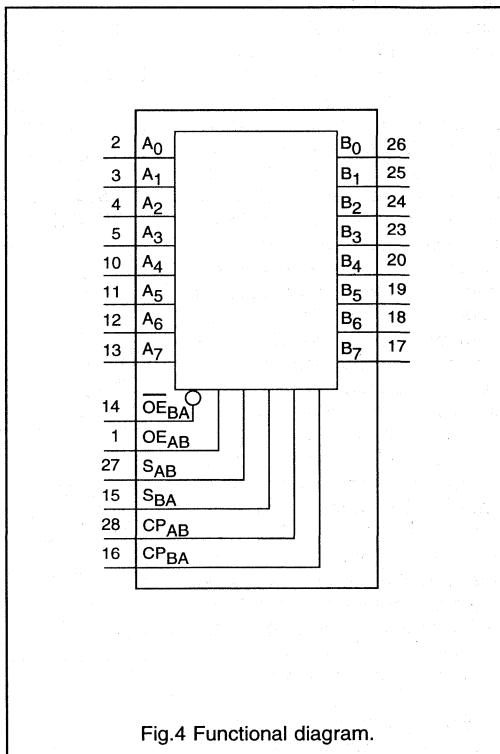 2 A0 B0 26
3 A1 B1 25
4 A2 B2 24
5 A3 B3 23
10 A4 B4 20
11 A5 B5 19
12 A6 B6 18
13 A7 B7 17
14 O̅E̅BA
1 OEAB
27 SAB
15 SBA
28 CPAB
16 CPBA
Fig.4 Functional diagram.